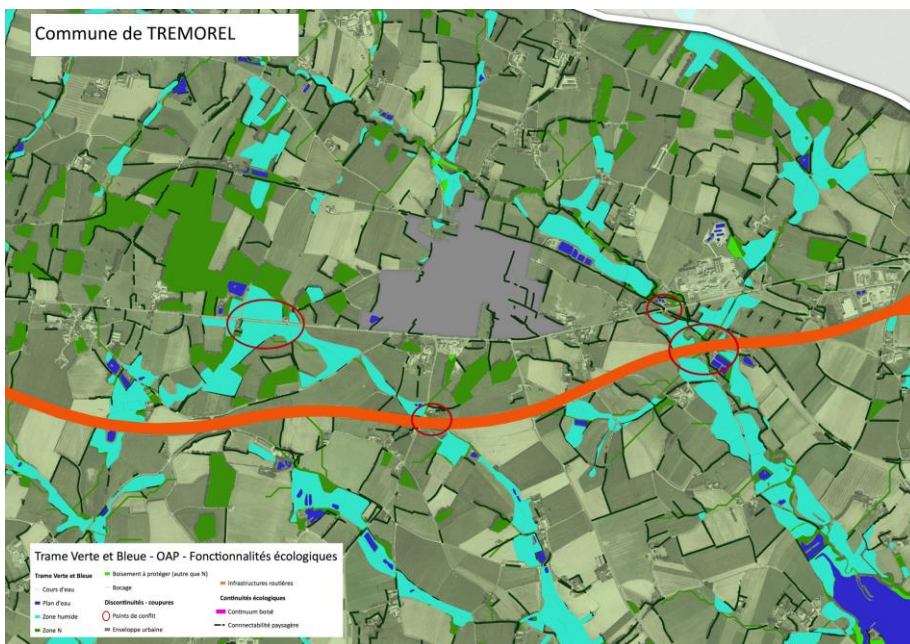 Commune de TREMOREL
Trame Verte et Bleue - OAP - Fonctionnalités écologiques
Trame Verte et Bleue
Cours d'eau
Plan d'eau
Zone humide
Zone N
Boisement à protéger (autre que N)
Bocage
Discontinuités - coupures
Points de conflit
Enveloppe urbaine
Infrastructures routières
Continuités écologiques
Continuum boisé
Connnectabilité paysagère